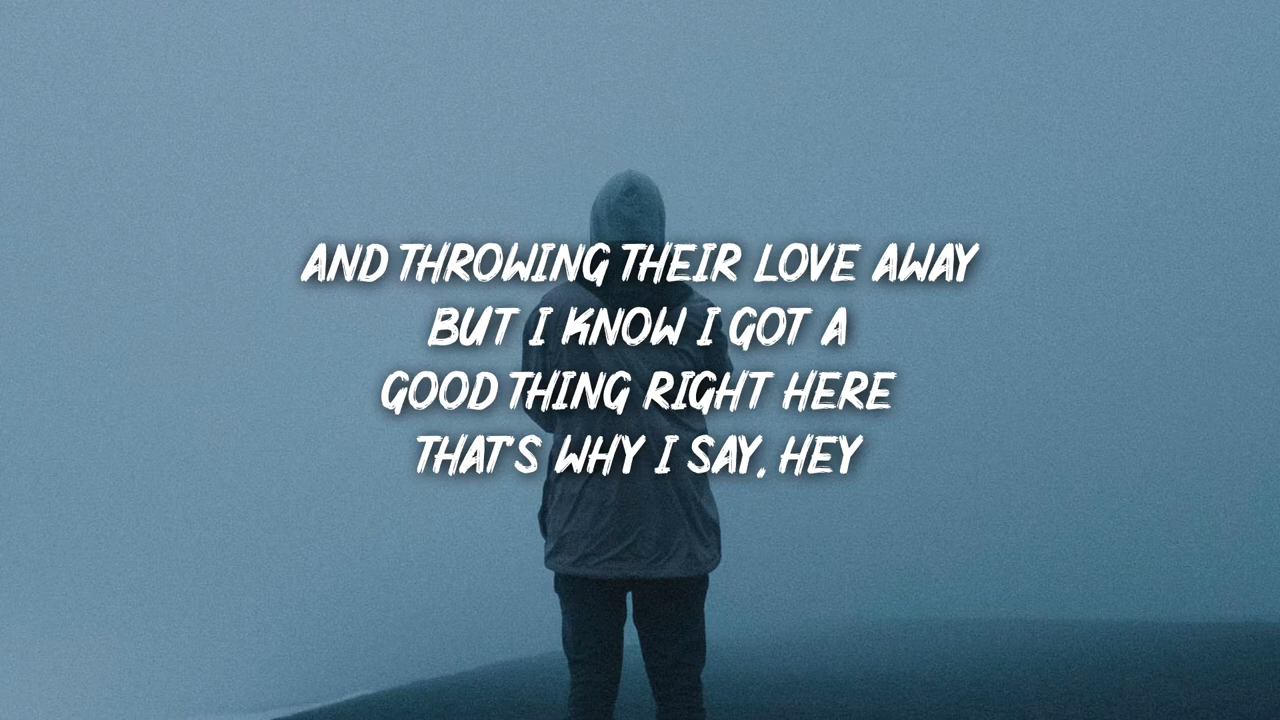 AND THROWING THEIR LOVE AWAY
BUT I KNOW I GOT A
GOOD THING RIGHT HERE
THAT'S WHY I SAY, HEY